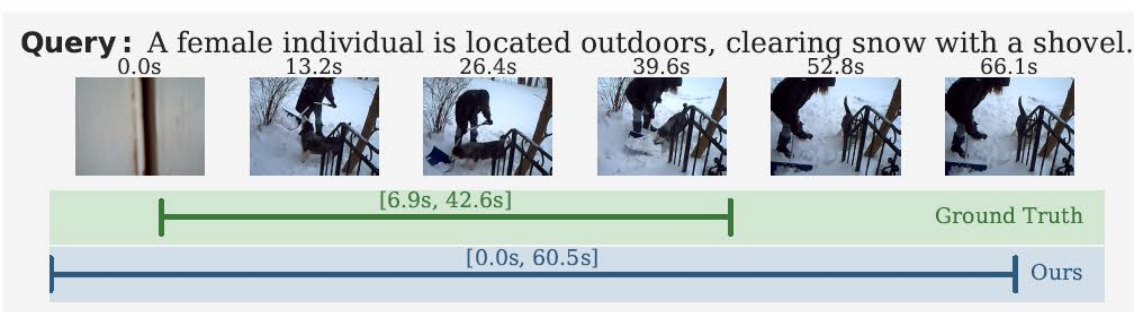 Query: A female individual is located outdoors, clearing snow with a shovel.
0.0s 13.2s 26.4s 39.6s 52.8s 66.1s
[6.9s, 42.6s]
Ground Truth
[0.0s, 60.5s]
Ours